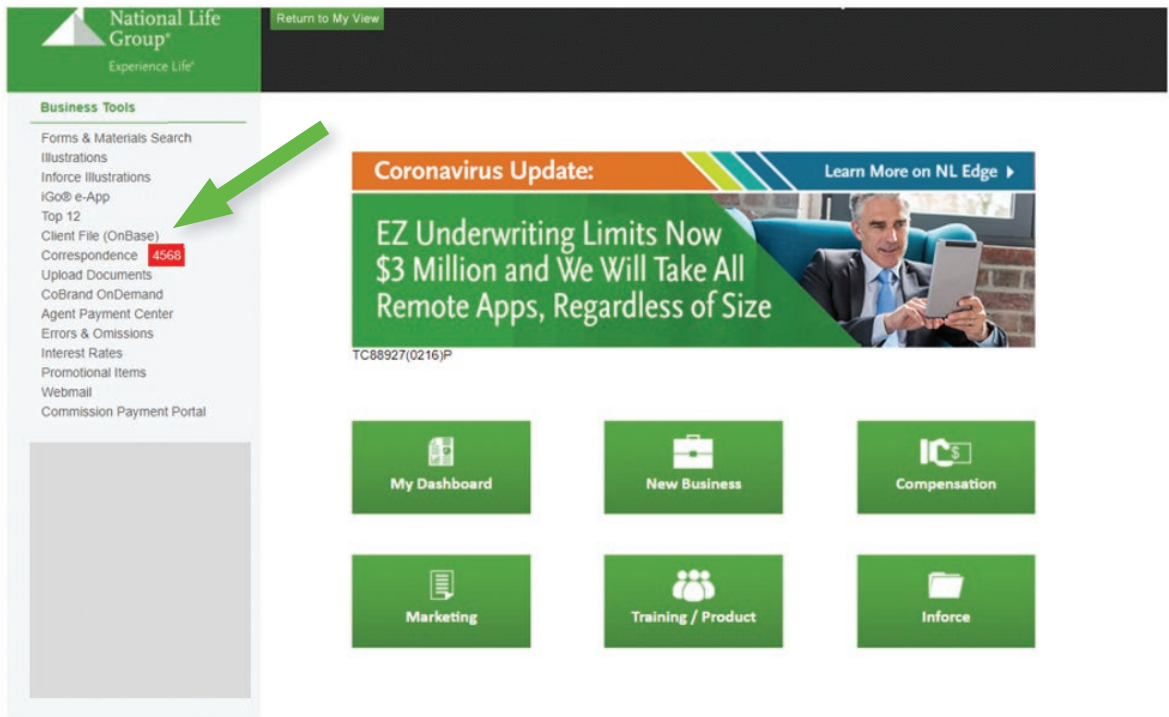 National Life
Group®
Experience Life®
Return to My View
Business Tools
Forms & Materials Search
Illustrations
Inforce Illustrations
iGo® e-App
Top 12
Client File (OnBase)
Correspondence 4568
Upload Documents
CoBrand OnDemand
Agent Payment Center
Errors & Omissions
Interest Rates
Promotional Items
Webmail
Commission Payment Portal
Coronavirus Update:
Learn More on NL Edge
EZ Underwriting Limits Now
$3 Million and We Will Take All
Remote Apps, Regardless of Size
TC88927(0216)P
My Dashboard
New Business
Compensation
Marketing
Training / Product
Inforce